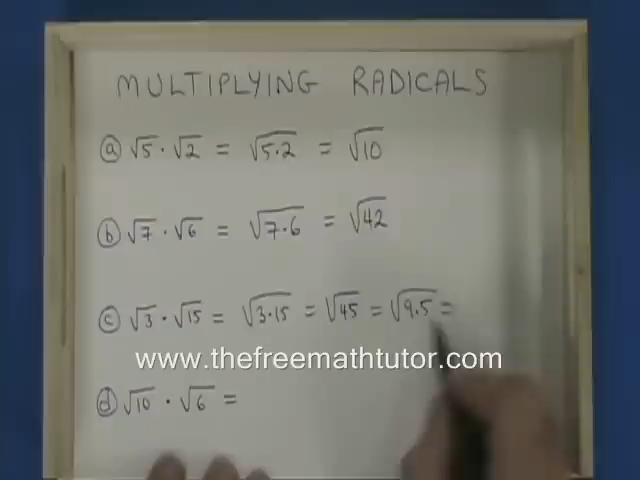 MULTIPLYING RADICALS
ⓐ √5 · √2 = √5·2 = √10
ⓑ √7 · √6 = √7·6 = √42
ⓒ √3 · √15 = √3·15 = √45 = √9·5 =
www.thefreemathtutor.com
ⓓ √10 · √6 =